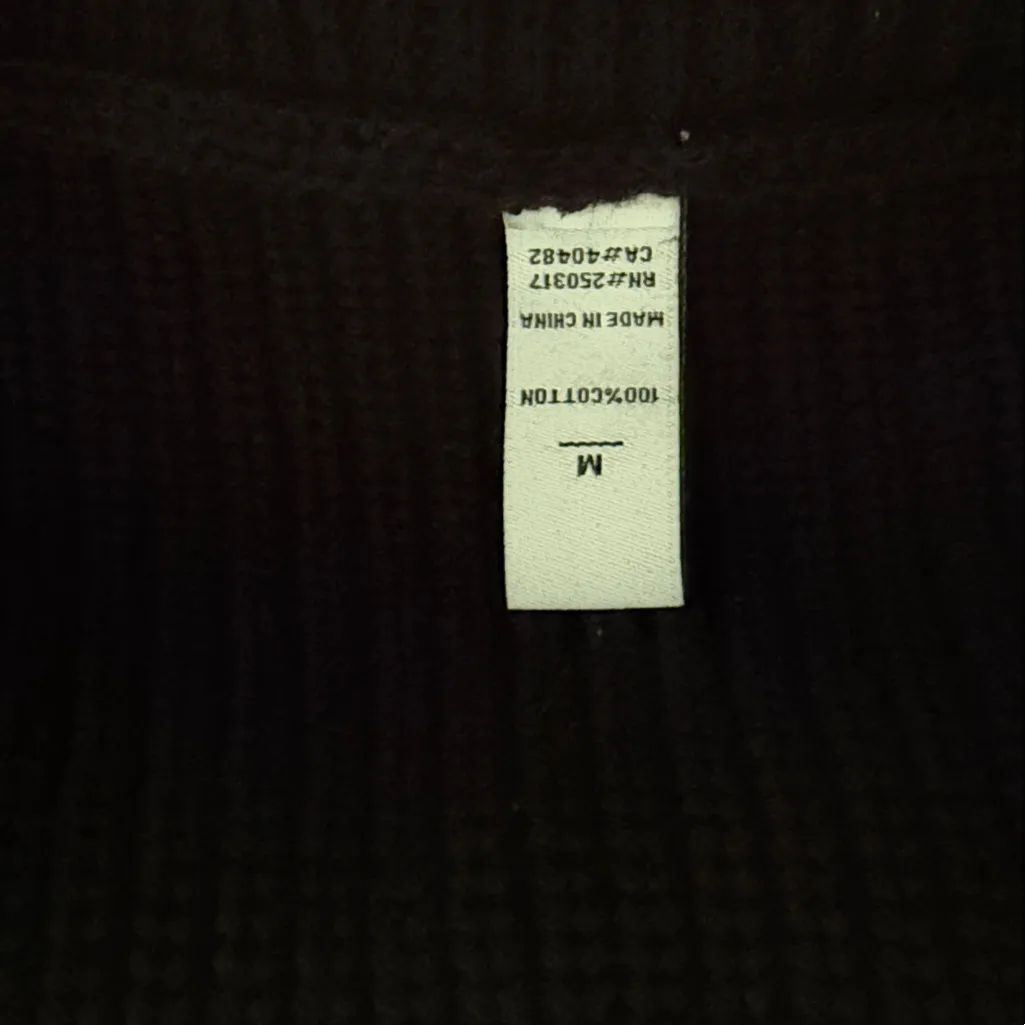 M
100%COTTON
MADE IN CHINA
RN#250317
CA#40482